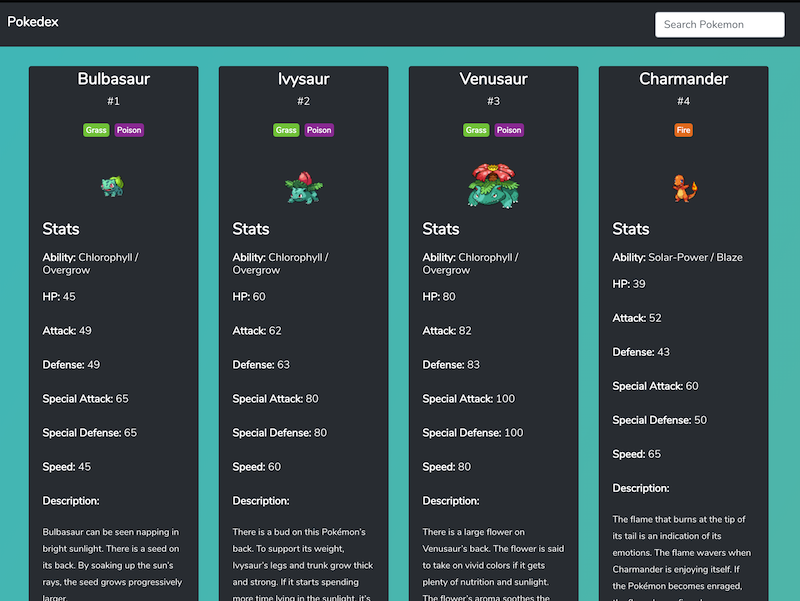 Pokedex
Search Pokemon
Bulbasaur
#1
Grass Poison
Stats
Ability: Chlorophyll /
Overgrow
HP: 45
Attack: 49
Defense: 49
Special Attack: 65
Special Defense: 65
Speed: 45
Description:
Bulbasaur can be seen napping in
bright sunlight. There is a seed on
its back. By soaking up the sun's
rays, the seed grows progressively
larger.
Ivysaur
#2
Grass Poison
Stats
Ability: Chlorophyll /
Overgrow
HP: 60
Attack: 62
Defense: 63
Special Attack: 80
Special Defense: 80
Speed: 60
Description:
There is a bud on this Pokémon's
back. To support its weight,
Ivysaur's legs and trunk grow thick
and strong. If it starts spending
more time lying in the sunlight, it's
Venusaur
#3
Grass Poison
Stats
Ability: Chlorophyll /
Overgrow
HP: 80
Attack: 82
Defense: 83
Special Attack: 100
Special Defense: 100
Speed: 80
Description:
There is a large flower on
Venusaur's back. The flower is said
to take on vivid colors if it gets
plenty of nutrition and sunlight.
The flower's aroma soothes the
Charmander
#4
Fire
Stats
Ability: Solar-Power / Blaze
HP: 39
Attack: 52
Defense: 43
Special Attack: 60
Special Defense: 50
Speed: 65
Description:
The flame that burns at the tip of
its tail is an indication of its
emotions. The flame wavers when
Charmander is enjoying itself. If
the Pokémon becomes enraged,